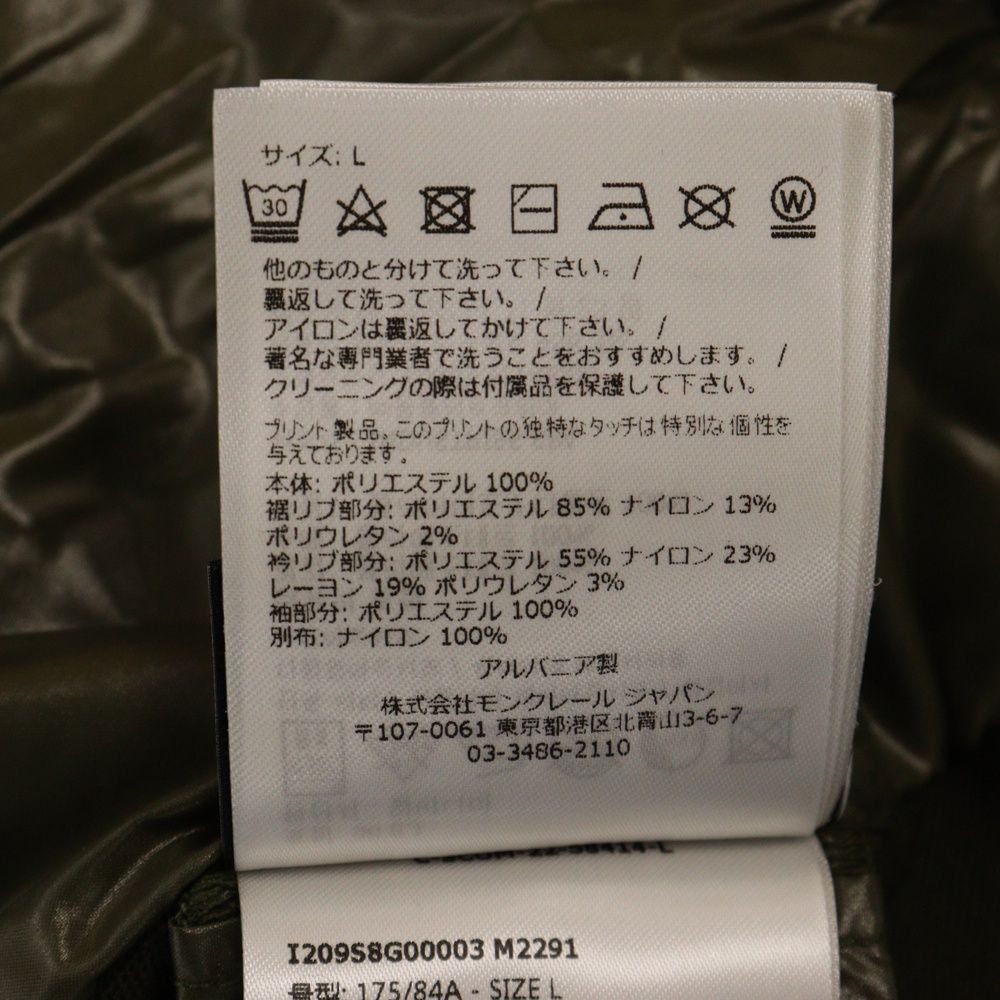 サイズ: L
30
W
他のものと分けて洗って下さい。 /
裏返して洗って下さい。 /
アイロンは裏返してかけて下さい。 /
著名な専門業者で洗うことをおすすめします。 /
クリーニングの際は付属品を保護して下さい。
プリント製品。このプリントの独特なタッチは特別な個性を
与えております。
本体: ポリエステル 100%
裾リブ部分: ポリエステル 85% ナイロン 13%
ポリウレタン 2%
衿リブ部分: ポリエステル 55% ナイロン 23%
レーヨン 19% ポリウレタン 3%
袖部分: ポリエステル 100%
別布: ナイロン 100%
アルバニア製
株式会社モンクレール ジャパン
〒107-0061 東京都港区北青山3-6-7
03-3486-2110
I209S8G00003 M2291
175/84A - SIZE L